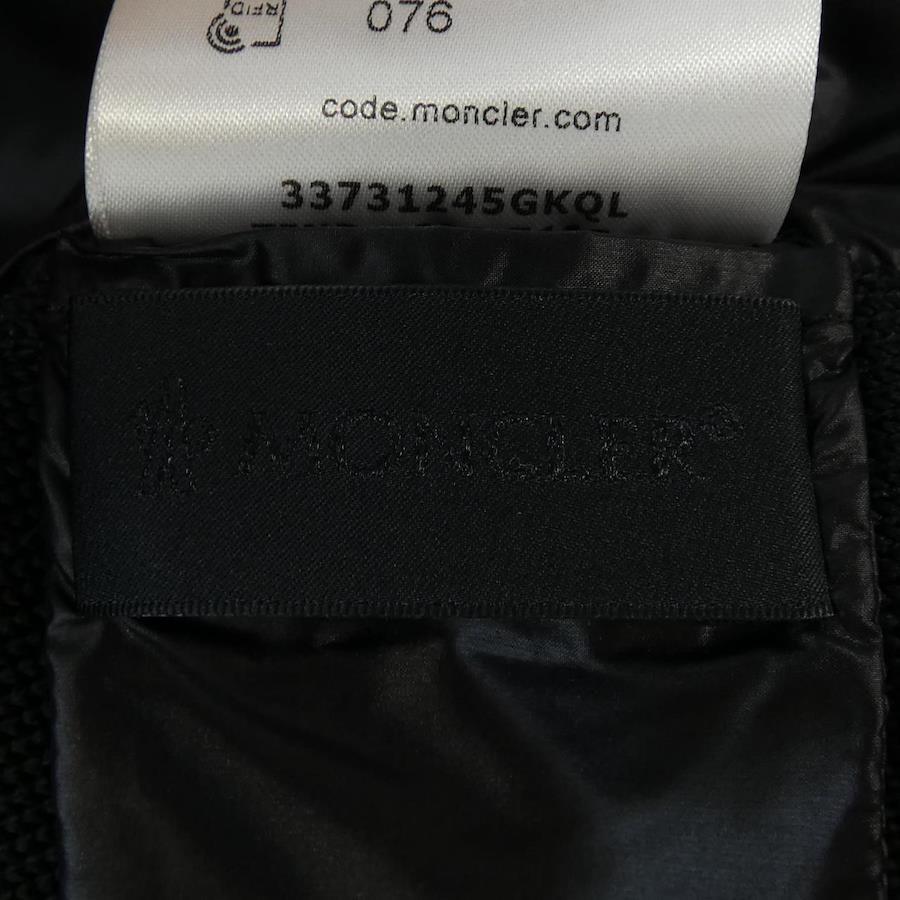 RFID
076
code.moncler.com
33731245GKQL
MONCLER